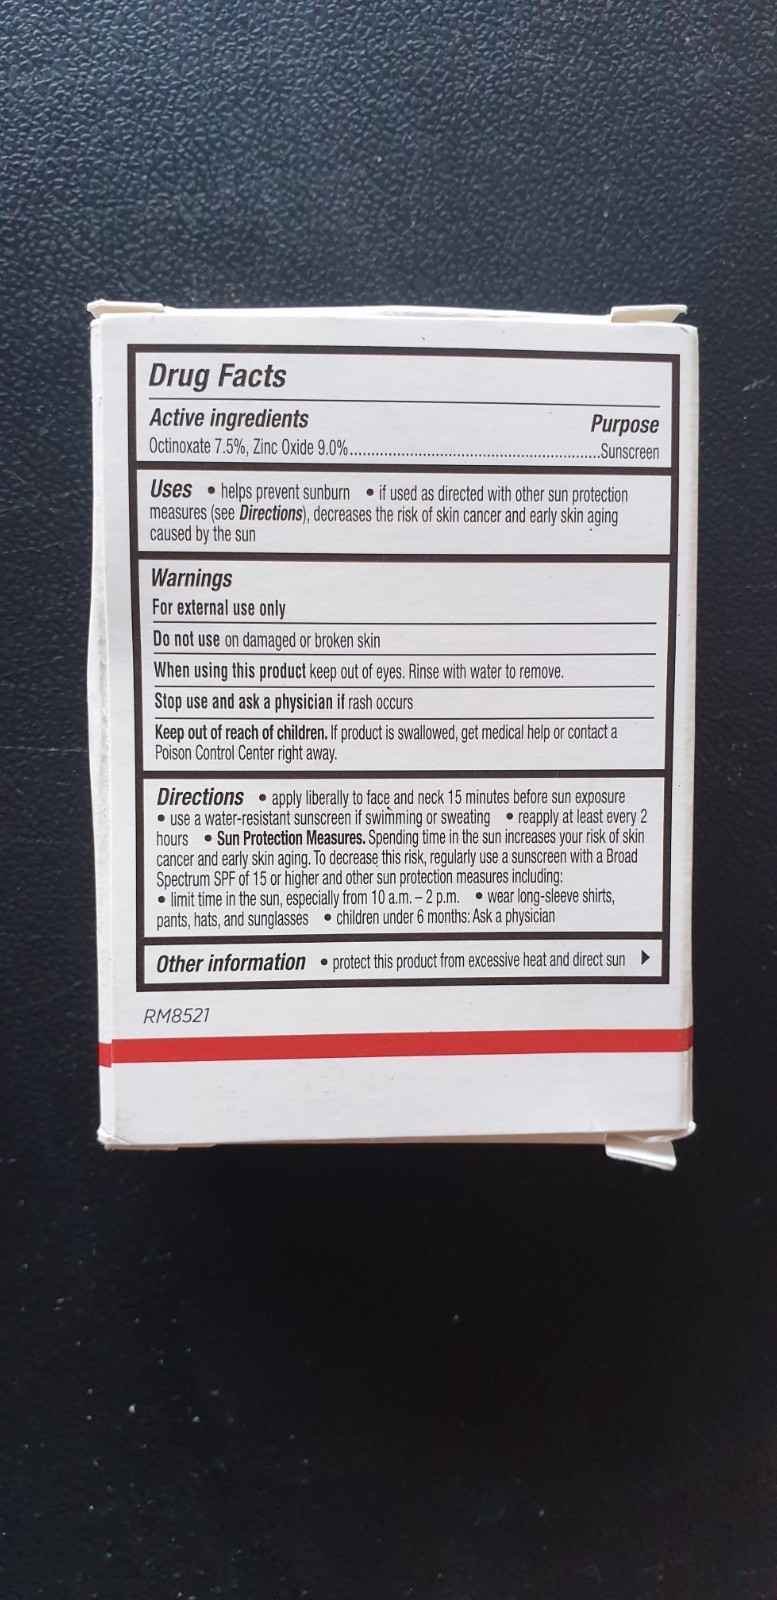 Drug Facts
Active ingredients Purpose
Octinoxate 7.5%, Zinc Oxide 9.0%..............................................................Sunscreen
Uses • helps prevent sunburn • if used as directed with other sun protection
measures (see Directions), decreases the risk of skin cancer and early skin aging
caused by the sun
Warnings
For external use only
Do not use on damaged or broken skin
When using this product keep out of eyes. Rinse with water to remove.
Stop use and ask a physician if rash occurs
Keep out of reach of children. If product is swallowed, get medical help or contact a
Poison Control Center right away.
Directions • apply liberally to face and neck 15 minutes before sun exposure
• use a water-resistant sunscreen if swimming or sweating • reapply at least every 2
hours • Sun Protection Measures. Spending time in the sun increases your risk of skin
cancer and early skin aging. To decrease this risk, regularly use a sunscreen with a Broad
Spectrum SPF of 15 or higher and other sun protection measures including:
• limit time in the sun, especially from 10 a.m. – 2 p.m. • wear long-sleeve shirts,
pants, hats, and sunglasses • children under 6 months: Ask a physician
Other information • protect this product from excessive heat and direct sun
RM8521